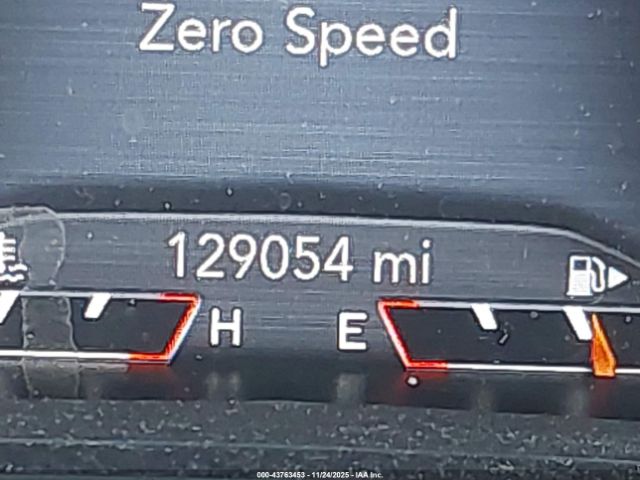 Zero Speed
129054 mi
H E
000-43763453 - 11/24/2025 - IAA Inc.